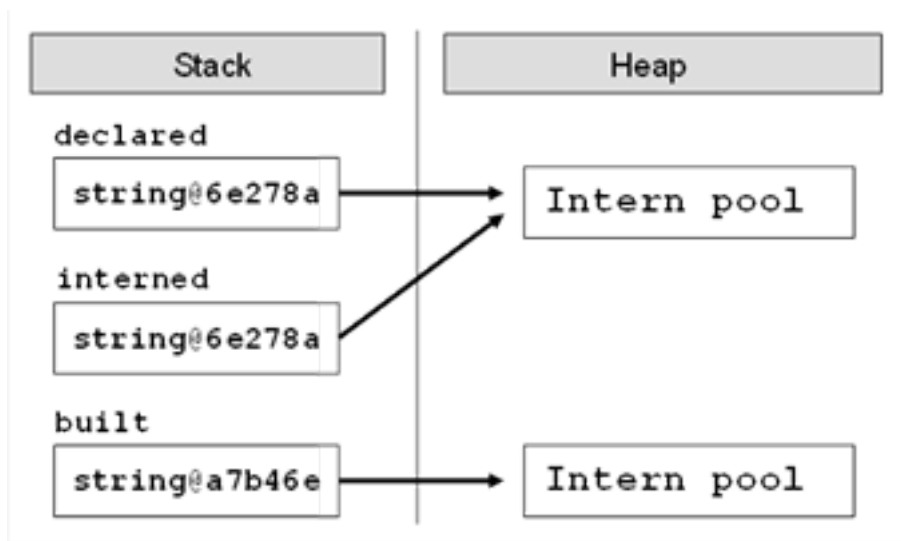 Stack
Heap
declared
string@6e278a
Intern pool
interned
string@6e278a
built
string@a7b46e
Intern pool